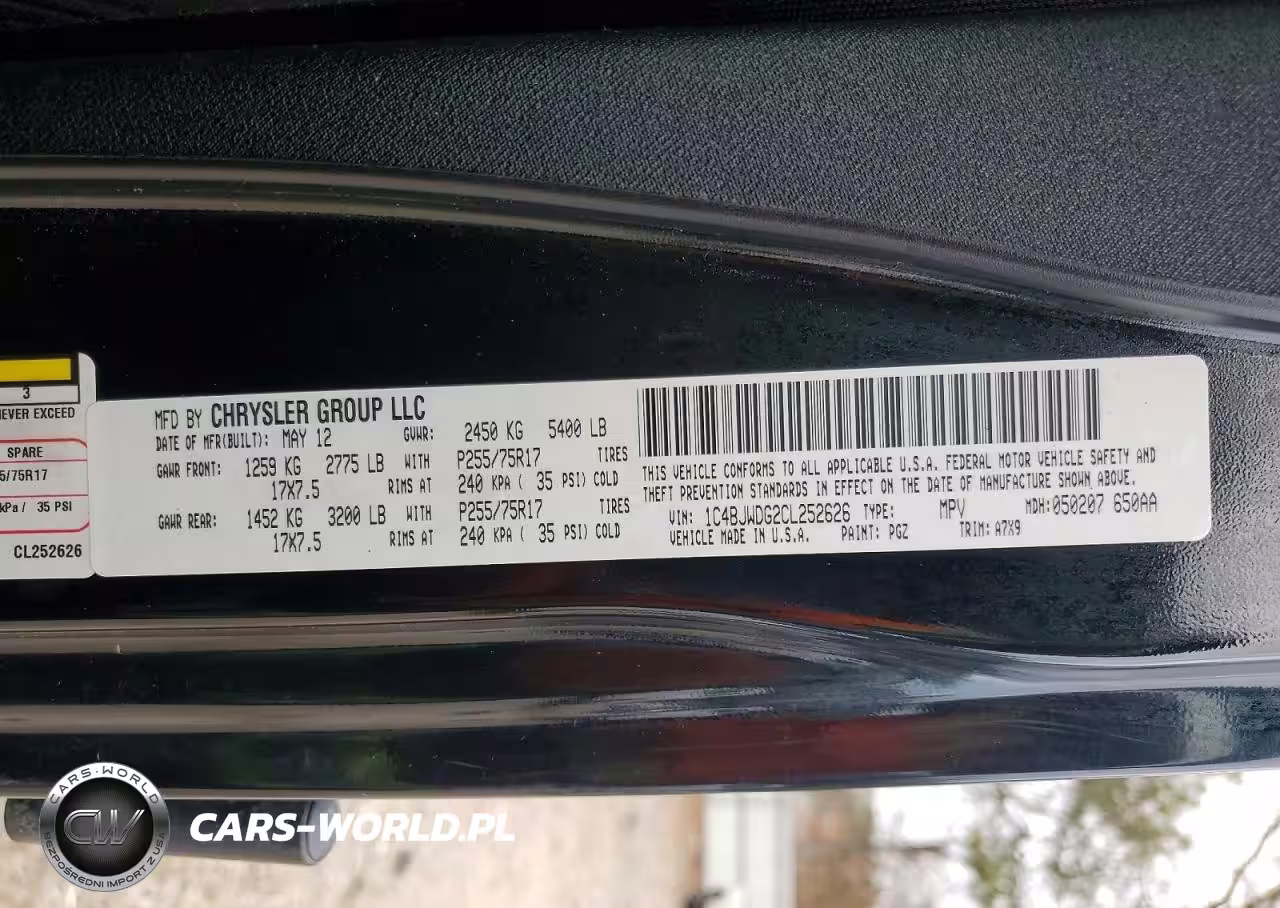 3
NEVER EXCEED
SPARE
5/75R17
kPa / 35 PSI
CL252626
MFD BY CHRYSLER GROUP LLC
DATE OF MFR(BUILT): MAY 12 GVWR: 2450 KG 5400 LB
GAWR FRONT: 1259 KG 2775 LB WITH P255/75R17 TIRES
17X7.5 RIMS AT 240 KPA ( 35 PSI) COLD
GAWR REAR: 1452 KG 3200 LB WITH P255/75R17 TIRES
17X7.5 RIMS AT 240 KPA ( 35 PSI) COLD
THIS VEHICLE CONFORMS TO ALL APPLICABLE U.S.A. FEDERAL MOTOR VEHICLE SAFETY AND
THEFT PREVENTION STANDARDS IN EFFECT ON THE DATE OF MANUFACTURE SHOWN ABOVE.
VIN: 1C4BJWDG2CL252626 TYPE: MPV MDH:050207 650AA
VEHICLE MADE IN U.S.A. PAINT: PGZ TRIM: A7X9
CARS-WORLD
CW
BEZPOŚREDNI IMPORT Z USA
CARS-WORLD.PL